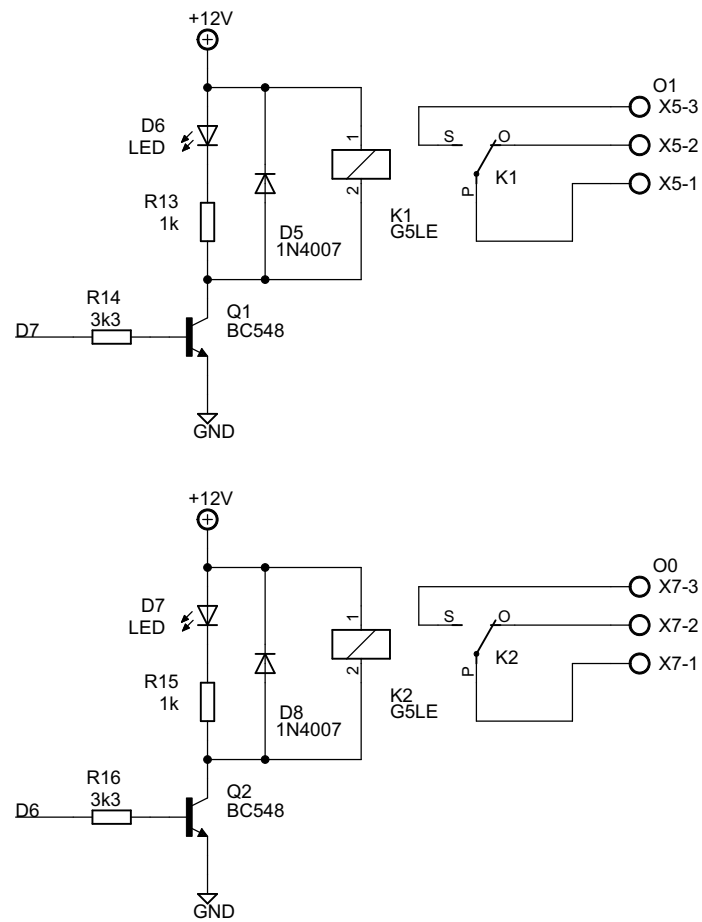 +12V
O1
X5-3
D6
LED
1
S
O
X5-2
K1
P
X5-1
R13
1k
2
K1
G5LE
D5
1N4007
R14
3k3
Q1
BC548
D7
GND
+12V
O0
X7-3
D7
LED
1
S
O
X7-2
K2
P
X7-1
R15
1k
2
K2
G5LE
D8
1N4007
R16
3k3
Q2
BC548
D6
GND